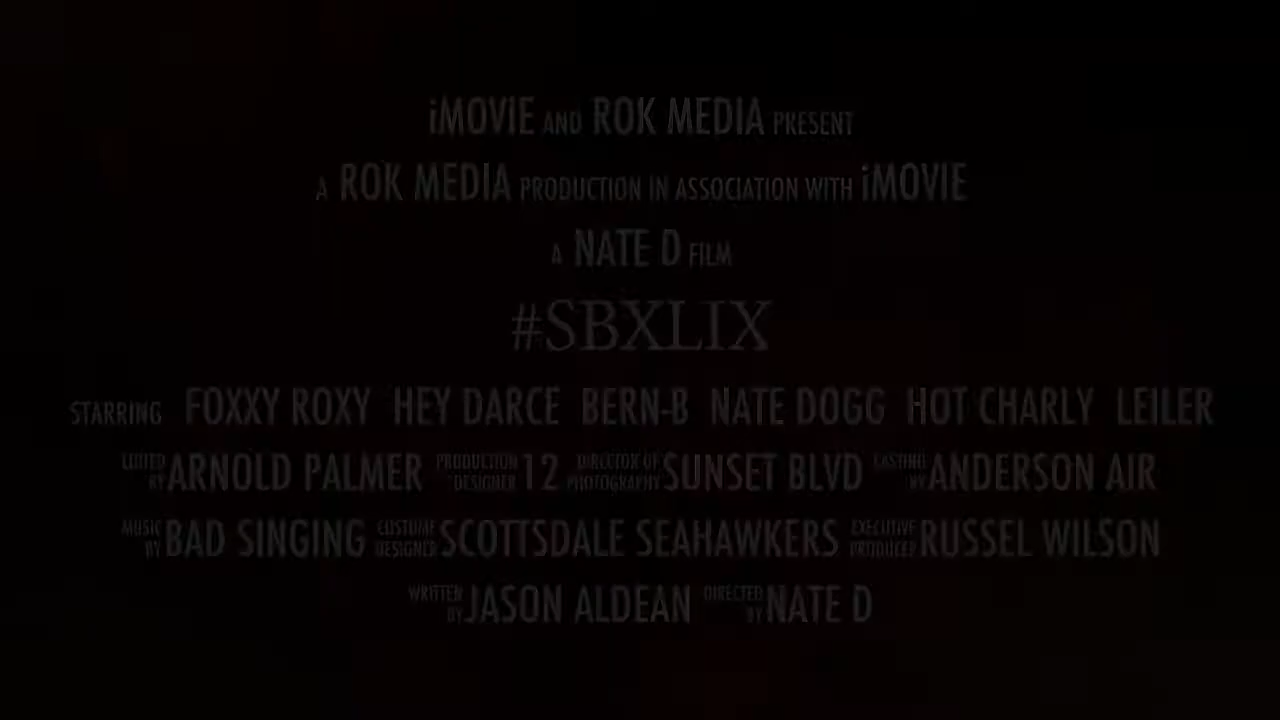 iMOVIE AND ROK MEDIA PRESENT
A ROK MEDIA PRODUCTION IN ASSOCIATION WITH iMOVIE
A NATE D FILM
#SBXLIX
STARRING FOXXY ROXY HEY DARCE BERN-B NATE DOGG HOT CHARLY LEILER
EDITED BY ARNOLD PALMER PRODUCTION DESIGNER 12 DIRECTOR OF PHOTOGRAPHY SUNSET BLVD CASTING BY ANDERSON AIR
MUSIC BY BAD SINGING COSTUME DESIGNER SCOTTSDALE SEAHAWKERS EXECUTIVE PRODUCER RUSSEL WILSON
WRITTEN BY JASON ALDEAN DIRECTED BY NATE D